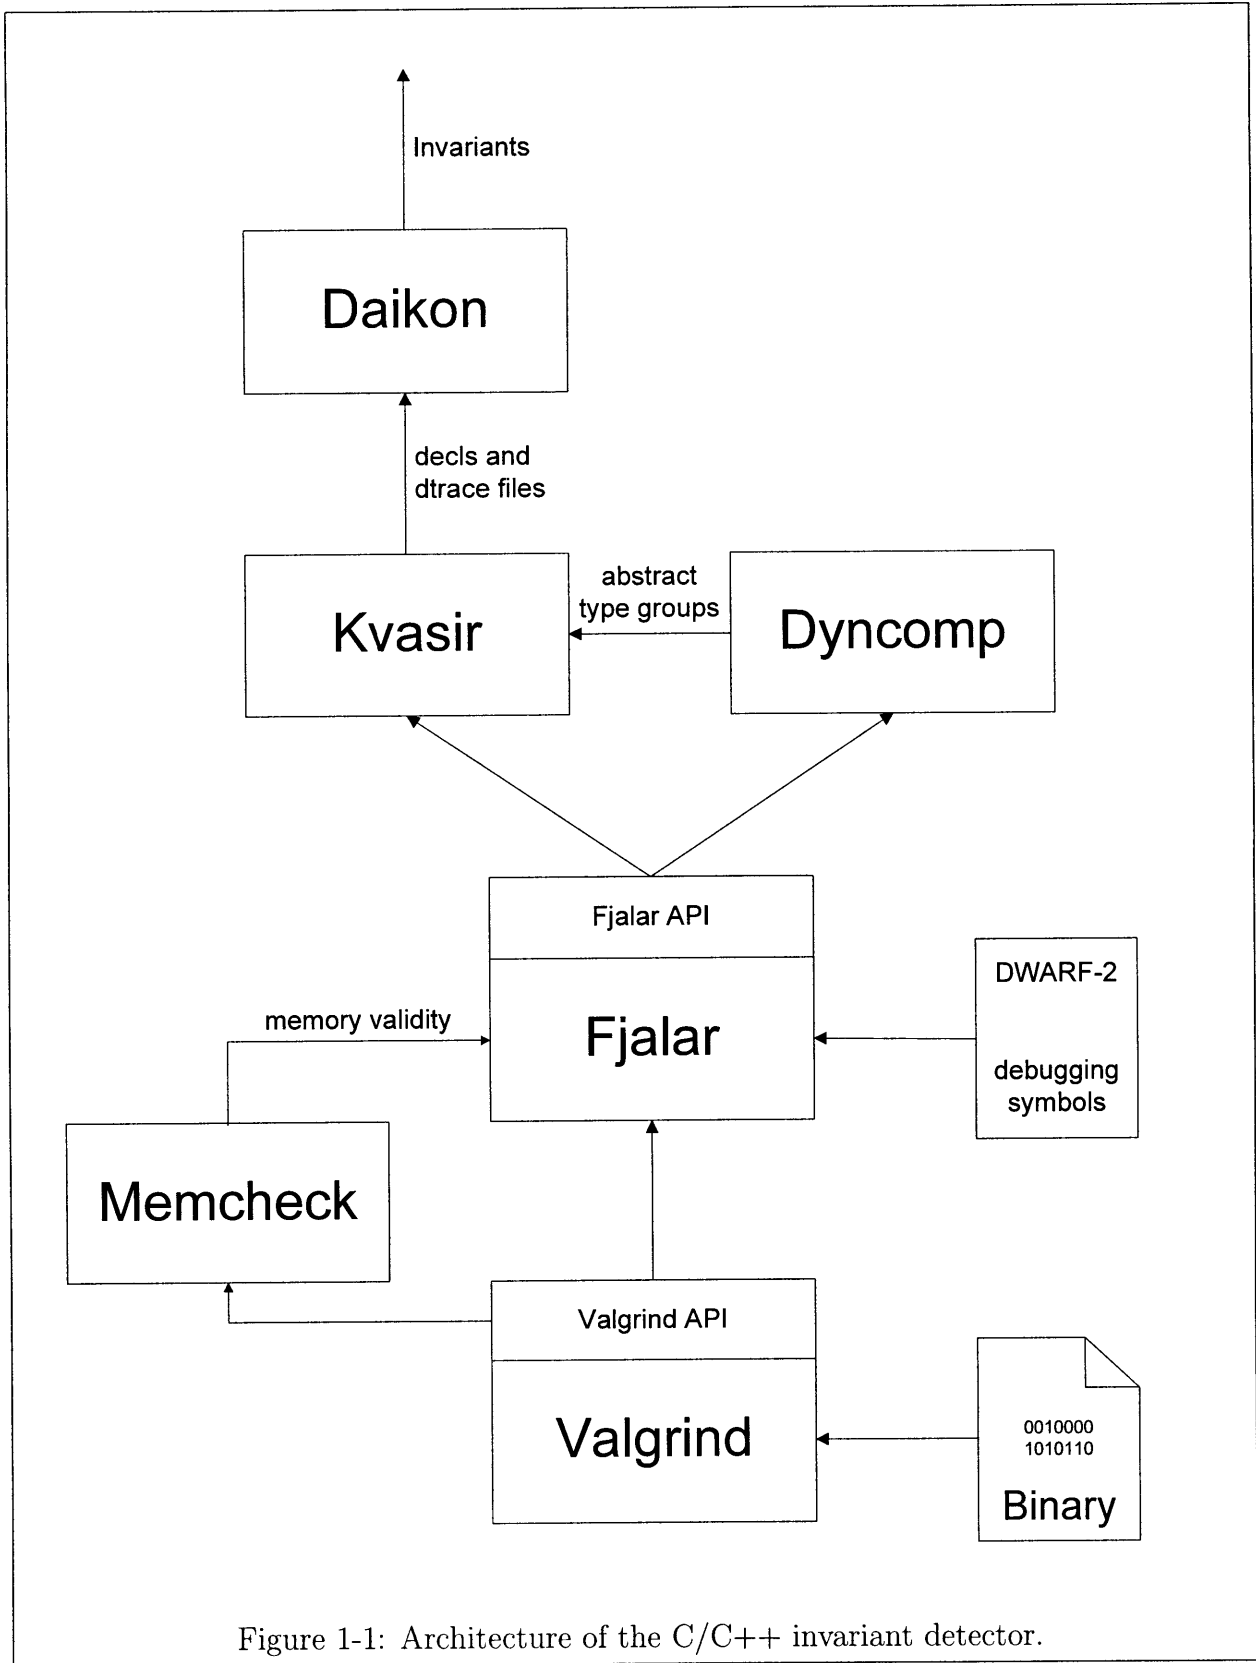 Invariants
Daikon
decls and
dtrace files
abstract
type groups
Kvasir
Dyncomp
Fjalar API
DWARF-2
memory validity
Fjalar
debugging
symbols
Memcheck
Valgrind API
0010000
1010110
Valgrind
Binary
Figure 1-1: Architecture of the C/C++ invariant detector.